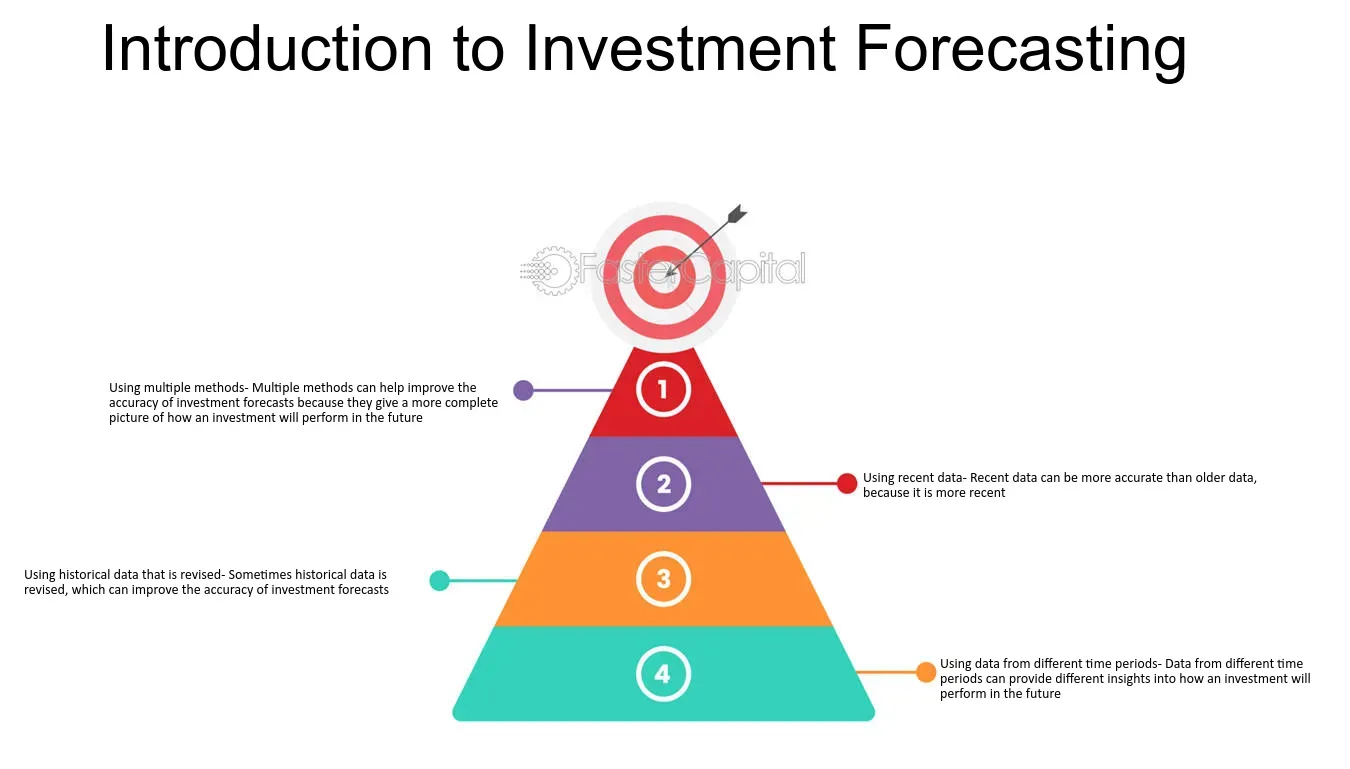 Introduction to Investment Forecasting
FasterCapital
1
Using multiple methods- Multiple methods can help improve the
accuracy of investment forecasts because they give a more complete
picture of how an investment will perform in the future
2
Using recent data- Recent data can be more accurate than older data,
because it is more recent
3
Using historical data that is revised- Sometimes historical data is
revised, which can improve the accuracy of investment forecasts
4
Using data from different time periods- Data from different time
periods can provide different insights into how an investment will
perform in the future